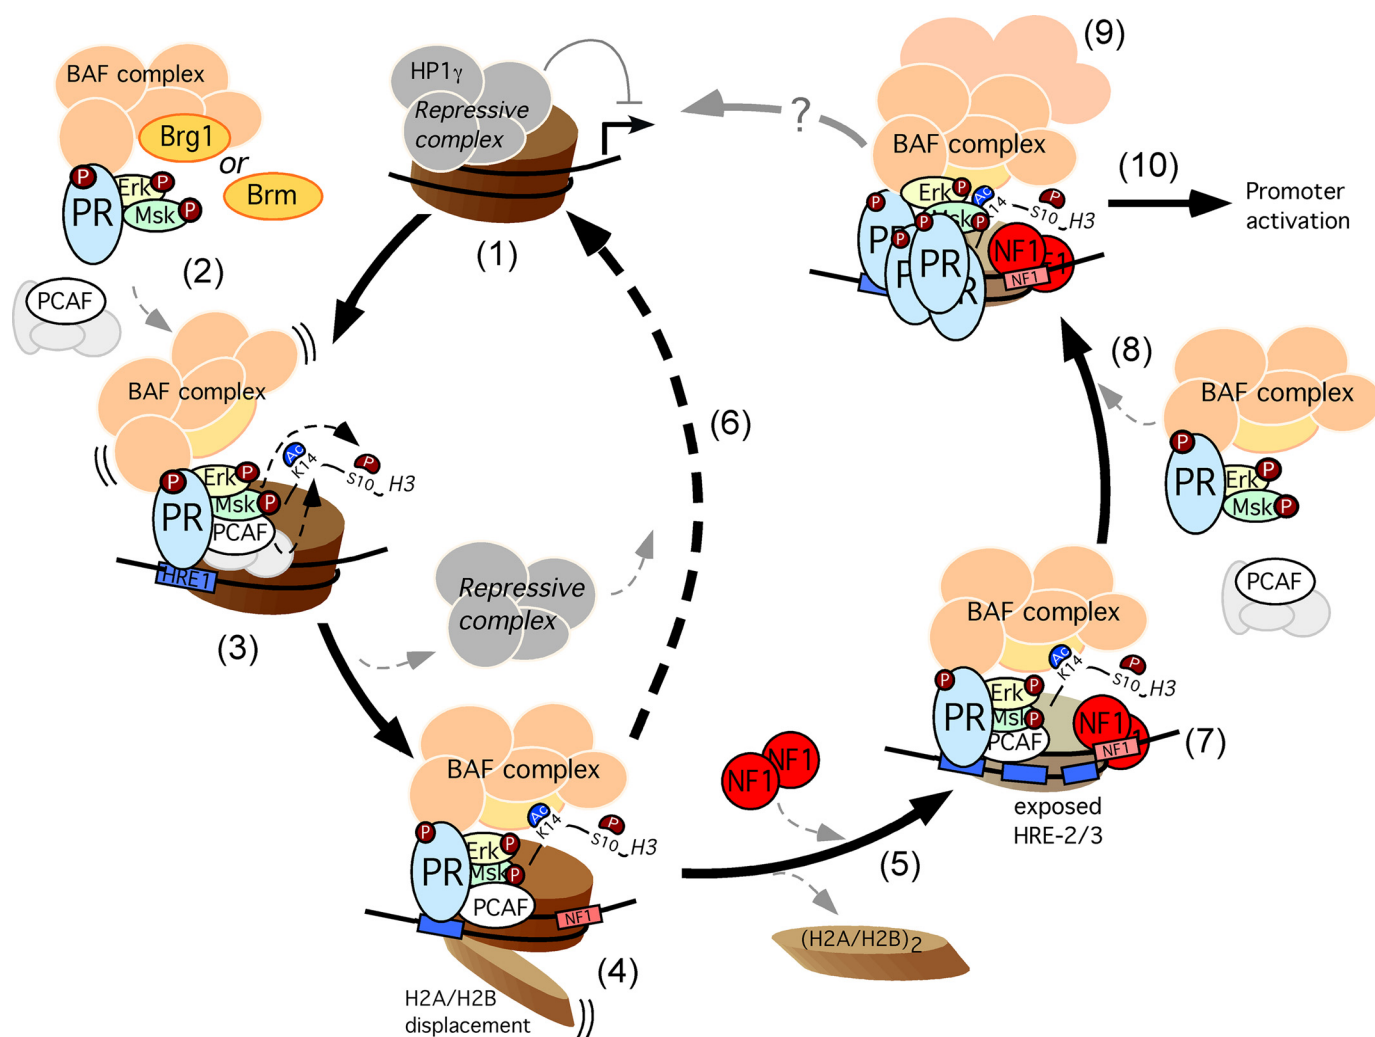 BAF complex
Brg1
or
Brm
P
PR
Erk P
Msk P
(2)
PCAF
HP1γ
Repressive
complex
(1)
BAF complex
P
PR
Erk P
Msk P
PCAF
HRE1
Ac
K14
P
S10
H3
(3)
Repressive
complex
(6)
BAF complex
P
PR
Erk P
Msk P
PCAF
Ac
K14
P
S10
H3
NF1
(4)
H2A/H2B
displacement
NF1
NF1
(5)
(H2A/H2B)2
BAF complex
P
PR
Erk P
Msk P
PCAF
Ac
K14
P
S10
H3
NF1
NF1
(7)
exposed
HRE-2/3
(8)
BAF complex
P
PR
Erk P
Msk P
PCAF
(9)
?
BAF complex
Erk P
Msk P
Ac
P
S10
H3
P
P
P
PR
NF1
NF1
(10)
Promoter
activation